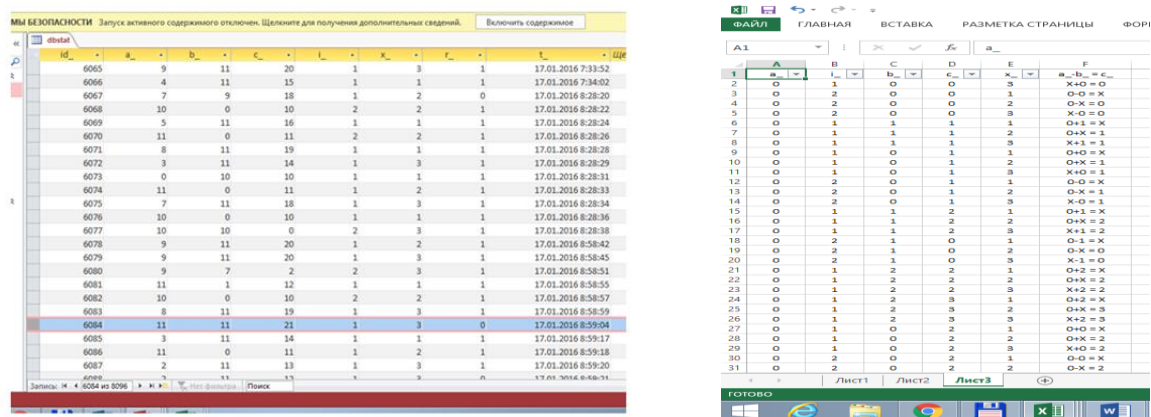 МЫ БЕЗОПАСНОСТИ Запуск активного содержимого отключен. Щелкните для получения дополнительных сведений. Включить содержимое
dbstat
id_ a_ b_ c_ i_ x_ r_ t_ Ще
6065 9 11 20 1 3 1 17.01.2016 7:33:52
6066 4 11 15 1 1 1 17.01.2016 7:34:02
6067 7 9 18 1 2 0 17.01.2016 8:28:20
6068 10 0 10 2 2 1 17.01.2016 8:28:22
6069 5 11 16 1 1 1 17.01.2016 8:28:24
6070 11 0 11 2 2 1 17.01.2016 8:28:26
6071 8 11 19 1 1 1 17.01.2016 8:28:28
6072 3 11 14 1 3 1 17.01.2016 8:28:29
6073 0 10 10 1 1 1 17.01.2016 8:28:31
6074 11 0 11 1 2 1 17.01.2016 8:28:33
6075 7 11 18 1 3 1 17.01.2016 8:28:34
6076 10 0 10 1 1 1 17.01.2016 8:28:36
6077 10 10 0 2 3 1 17.01.2016 8:28:38
6078 9 11 20 1 2 1 17.01.2016 8:58:42
6079 9 11 20 1 3 1 17.01.2016 8:58:45
6080 9 7 2 2 3 1 17.01.2016 8:58:51
6081 11 1 12 1 1 1 17.01.2016 8:58:55
6082 10 0 10 2 2 1 17.01.2016 8:58:57
6083 8 11 19 1 3 1 17.01.2016 8:58:59
6084 11 11 21 1 3 0 17.01.2016 8:59:04
6085 3 11 14 1 1 1 17.01.2016 8:59:17
6086 11 0 11 1 2 1 17.01.2016 8:59:18
6087 2 11 13 1 3 1 17.01.2016 8:59:20
Запись: 6084 из 8096 Нет фильтра Поиск
ФАЙЛ ГЛАВНАЯ ВСТАВКА РАЗМЕТКА СТРАНИЦЫ ФОР
A1 fx a_
A B C D E F
1 a_ i_ b_ c_ x_ a_-b_ = c_
2 0 1 0 0 3 X+0 = 0
3 0 2 0 0 1 0-0 = X
4 0 2 0 0 2 0-X = 0
5 0 2 0 0 3 X-0 = 0
6 0 1 1 1 1 0+1 = X
7 0 1 1 1 2 0+X = 1
8 0 1 1 1 3 X+1 = 1
9 0 1 0 1 1 0+0 = X
10 0 1 0 1 2 0+X = 1
11 0 1 0 1 3 X+0 = 1
12 0 2 0 1 1 0-0 = X
13 0 2 0 1 2 0-X = 1
14 0 2 0 1 3 X-0 = 1
15 0 1 1 2 1 0+1 = X
16 0 1 1 2 2 0+X = 2
17 0 1 1 2 3 X+1 = 2
18 0 2 1 0 1 0-1 = X
19 0 2 1 0 2 0-X = 0
20 0 2 1 0 3 X-1 = 0
21 0 1 2 2 1 0+2 = X
22 0 1 2 2 2 0+X = 2
23 0 1 2 2 3 X+2 = 2
24 0 1 2 3 1 0+2 = X
25 0 1 2 3 2 0+X = 3
26 0 1 2 3 3 X+2 = 3
27 0 1 0 2 1 0+0 = X
28 0 1 0 2 2 0+X = 2
29 0 1 0 2 3 X+0 = 2
30 0 2 0 2 1 0-0 = X
31 0 2 0 2 2 0-X = 2
Лист1 Лист2 Лист3
ГОТОВО